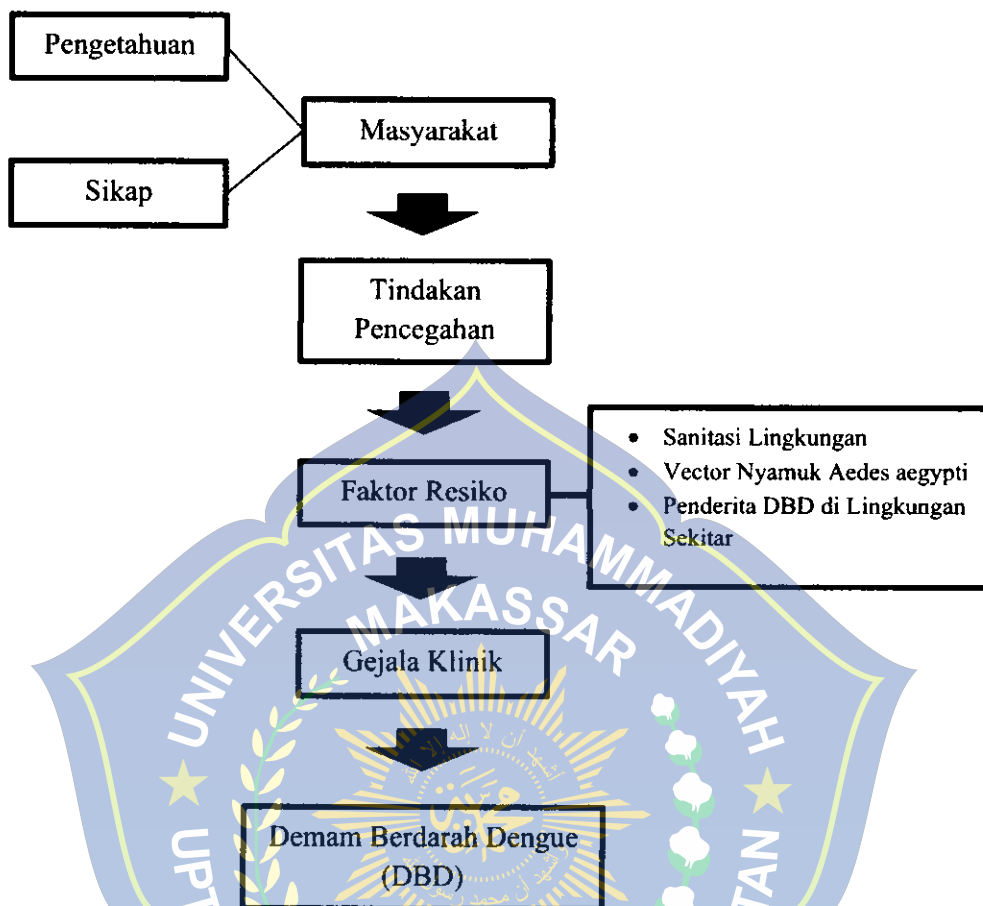 Pengetahuan
Masyarakat
Sikap
Tindakan
Pencegahan
• Sanitasi Lingkungan
• Vector Nyamuk Aedes aegypti
• Penderita DBD di Lingkungan
Sekitar
Faktor Resiko
UNIVERSITAS MUHAMMADIYAH
MAKASSAR
Gejala Klinik
Demam Berdarah Dengue
(DBD)